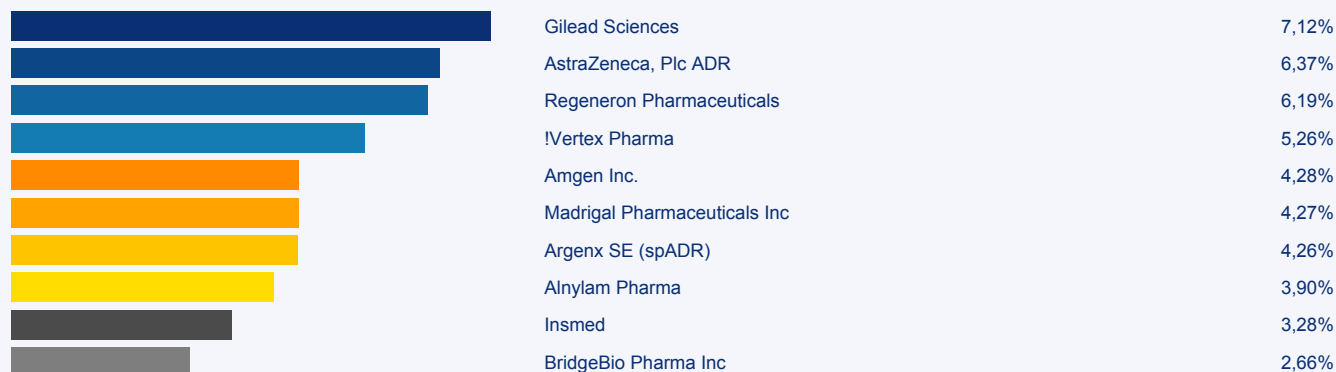 Gilead Sciences 7,12%
AstraZeneca, Plc ADR 6,37%
Regeneron Pharmaceuticals 6,19%
!Vertex Pharma 5,26%
Amgen Inc. 4,28%
Madrigal Pharmaceuticals Inc 4,27%
Argenx SE (spADR) 4,26%
Alnylam Pharma 3,90%
Insmed 3,28%
BridgeBio Pharma Inc 2,66%